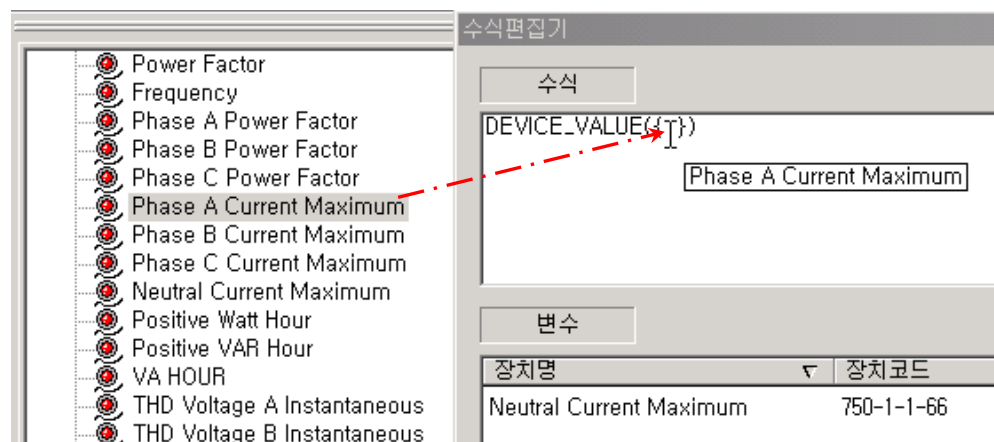 Power Factor
Frequency
Phase A Power Factor
Phase B Power Factor
Phase C Power Factor
Phase A Current Maximum
Phase B Current Maximum
Phase C Current Maximum
Neutral Current Maximum
Positive Watt Hour
Positive VAR Hour
VA HOUR
THD Voltage A Instantaneous
THD Voltage B Instantaneous
수식편집기
수식
DEVICE_VALUE({ })
Phase A Current Maximum
변수
장치명 장치코드
Neutral Current Maximum 750-1-1-66